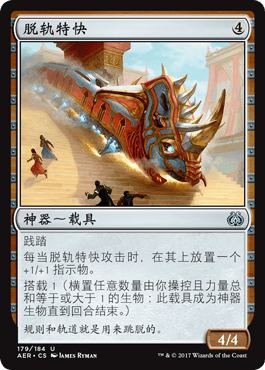 脱轨特快 4
神器～载具
践踏
每当脱轨特快攻击时，在其上放置一个
+1/+1 指示物。
搭载 1（横置任意数量由你操控且力量总
和等于或大于 1 的生物：此载具成为神器
生物直到回合结束。）
规则和轨道就是用来跳脱的。
4/4
179/184 U
AER • CS JAMES RYMAN
™ & © 2017 Wizards of the Coast